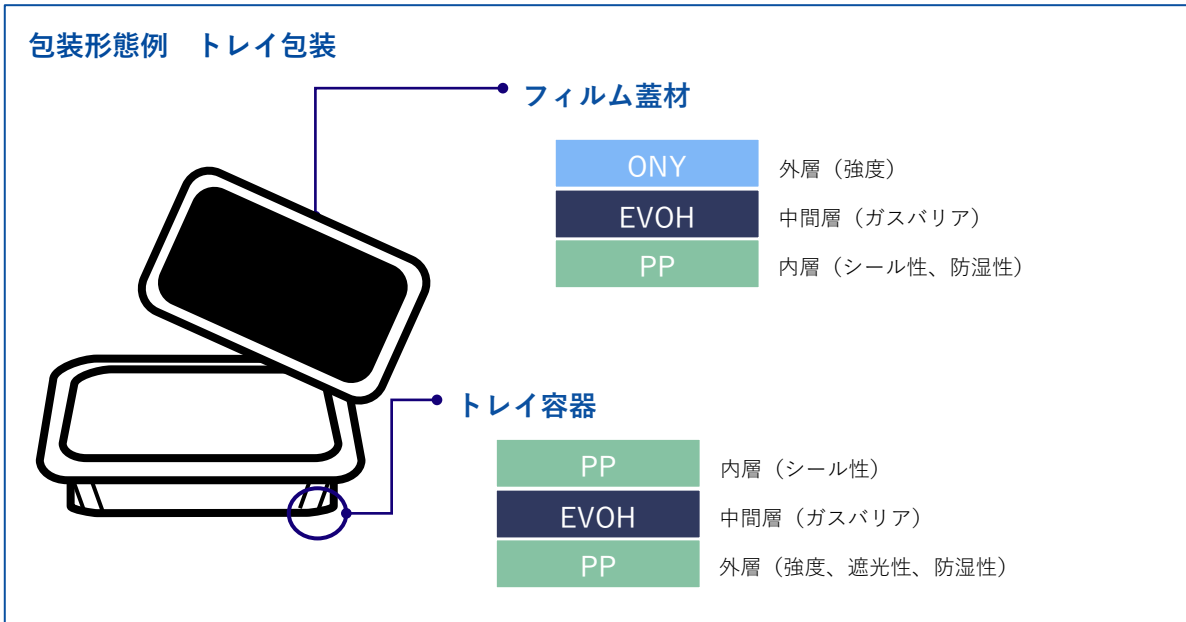 包装形態例　トレイ包装
フィルム蓋材
ONY 外層（強度）
EVOH 中間層（ガスバリア）
PP 内層（シール性、防湿性）
トレイ容器
PP 内層（シール性）
EVOH 中間層（ガスバリア）
PP 外層（強度、遮光性、防湿性）